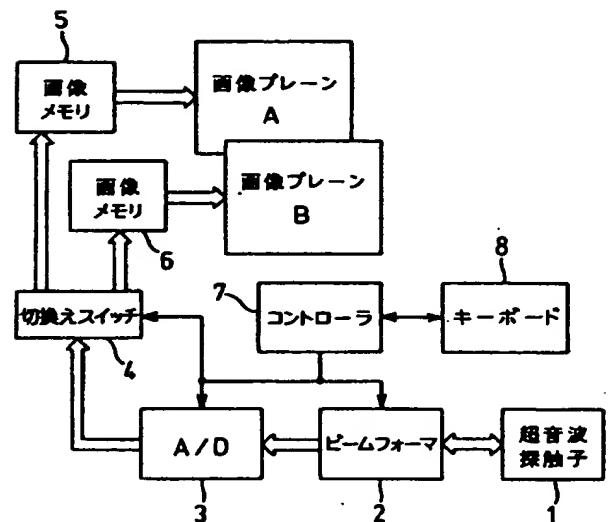 5
画像
メモリ
画像プレーン
A
画像
メモリ
6
画像プレーン
B
7
コントローラ
8
キーボード
切換えスイッチ
4
A/D
3
ビームフォーマ
2
超音波
探触子
1